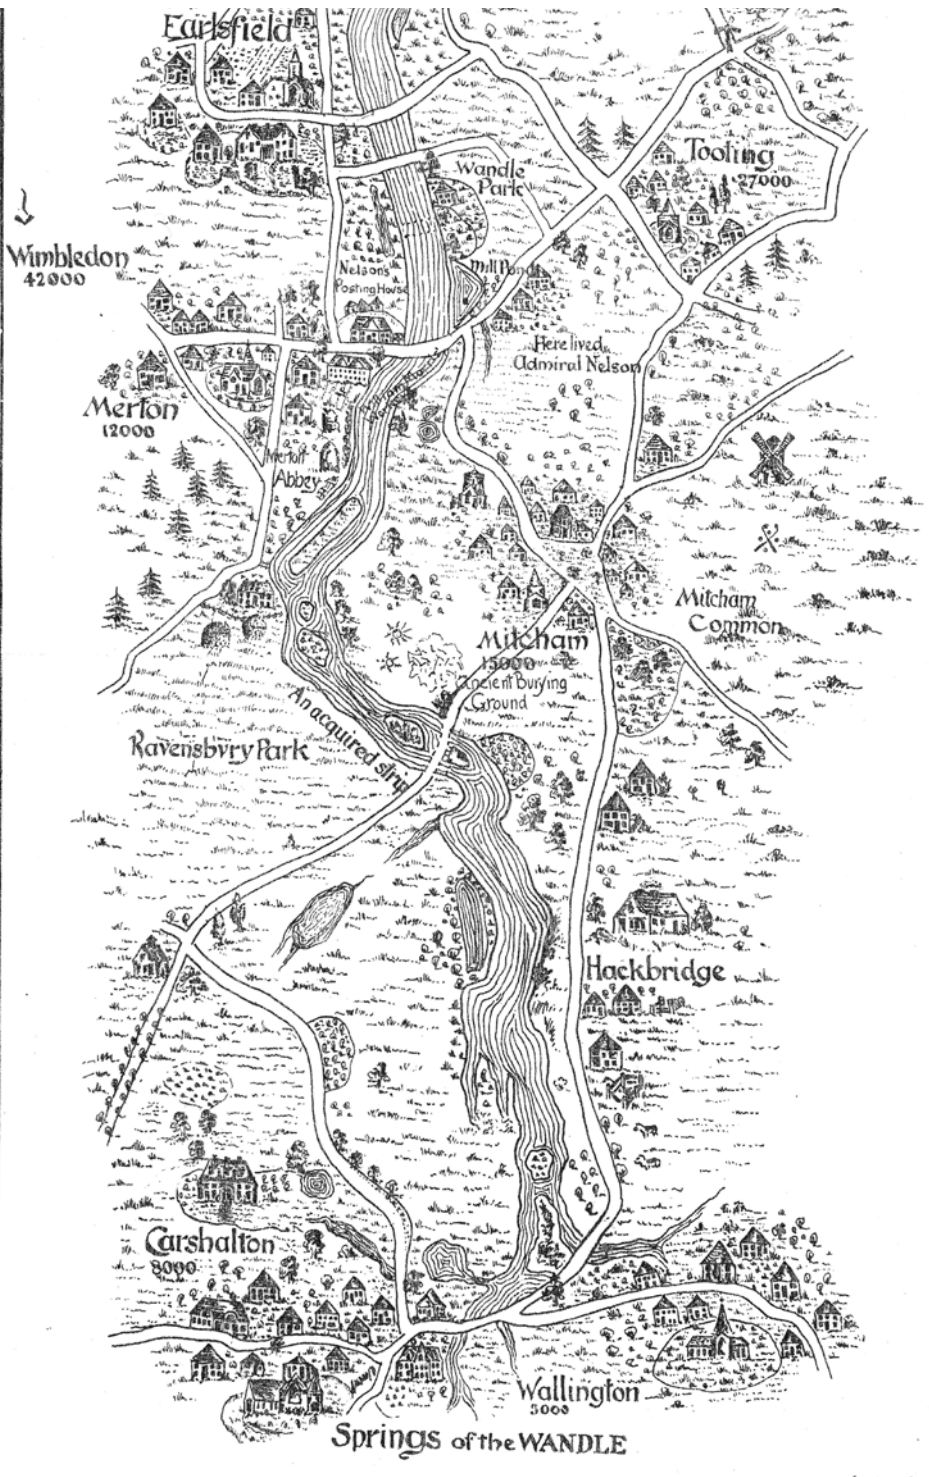 Earlsfield
Wandle
Park
Tooting
27000
Wimbledon
42000
Nelson's
Posting House
Mill Pond
Here lived
Admiral Nelson
Merton
12000
Merton
Abbey
Mitcham
Common
Mitcham
15000
Ancient Burying
Ground
An acquired strip
Ravensbury Park
Hackbridge
Carshalton
8000
Wallington
3000
Springs of the WANDLE